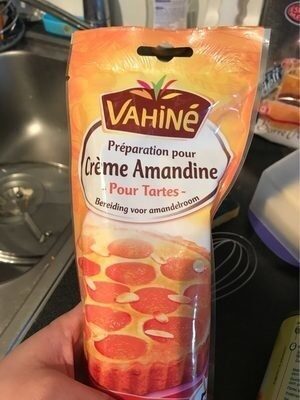 VAHINÉ
Préparation pour
Crème Amandine
- Pour Tartes -
Bereiding voor amandelroom